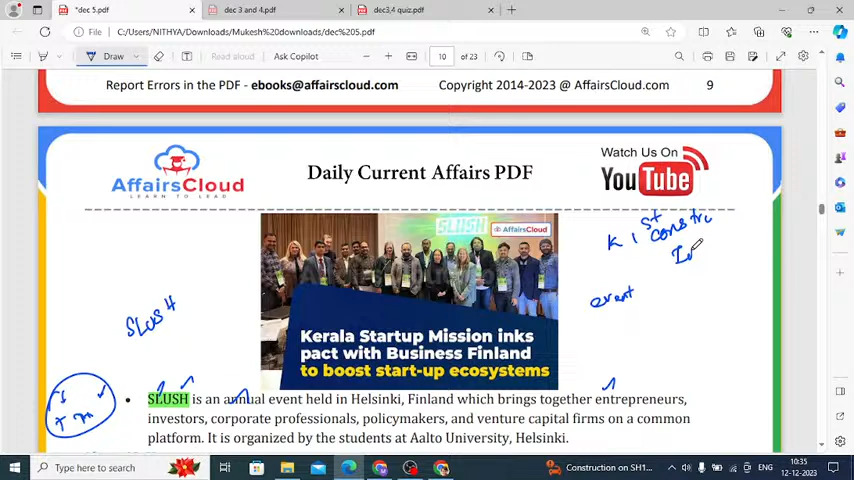 *dec 5.pdf
dec 3 and 4.pdf
dec3,4 quiz.pdf
File
C:/Users/NITHYA/Downloads/Mukesh%20downloads/dec%205.pdf
Draw
Read aloud
Ask Copilot
10 of 23
Report Errors in the PDF - ebooks@affairscloud.com Copyright 2014-2023 @ AffairsCloud.com 9
AffairsCloud
LEARN TO LEAD
Daily Current Affairs PDF
Watch Us On
YouTube
SLUSH
AffairsCloud
K 1st constru
event
SLUSH
Kerala Startup Mission inks
pact with Business Finland
to boost start-up ecosystems
• SLUSH is an annual event held in Helsinki, Finland which brings together entrepreneurs,
investors, corporate professionals, policymakers, and venture capital firms on a common
platform. It is organized by the students at Aalto University, Helsinki.
Type here to search
Construction on SH1...
ENG
10:35
12-12-2023